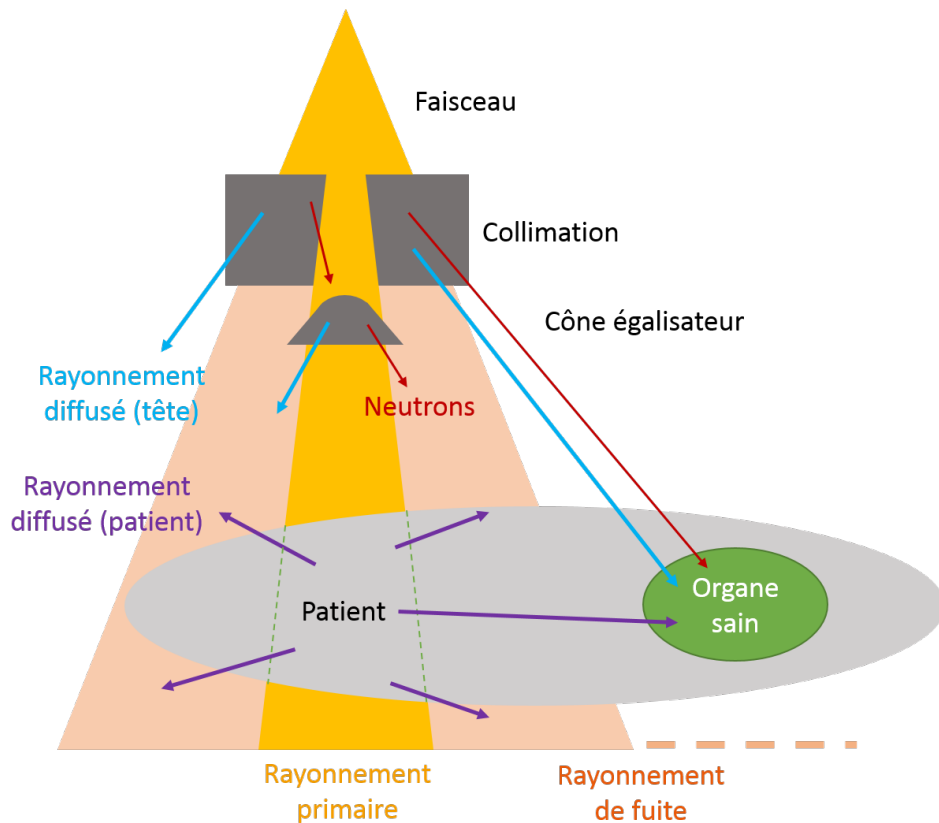 Faisceau
Collimation
Cône égalisateur
Rayonnement
diffusé (tête)
Neutrons
Rayonnement
diffusé (patient)
Organe
sain
Patient
Rayonnement
primaire
Rayonnement
de fuite